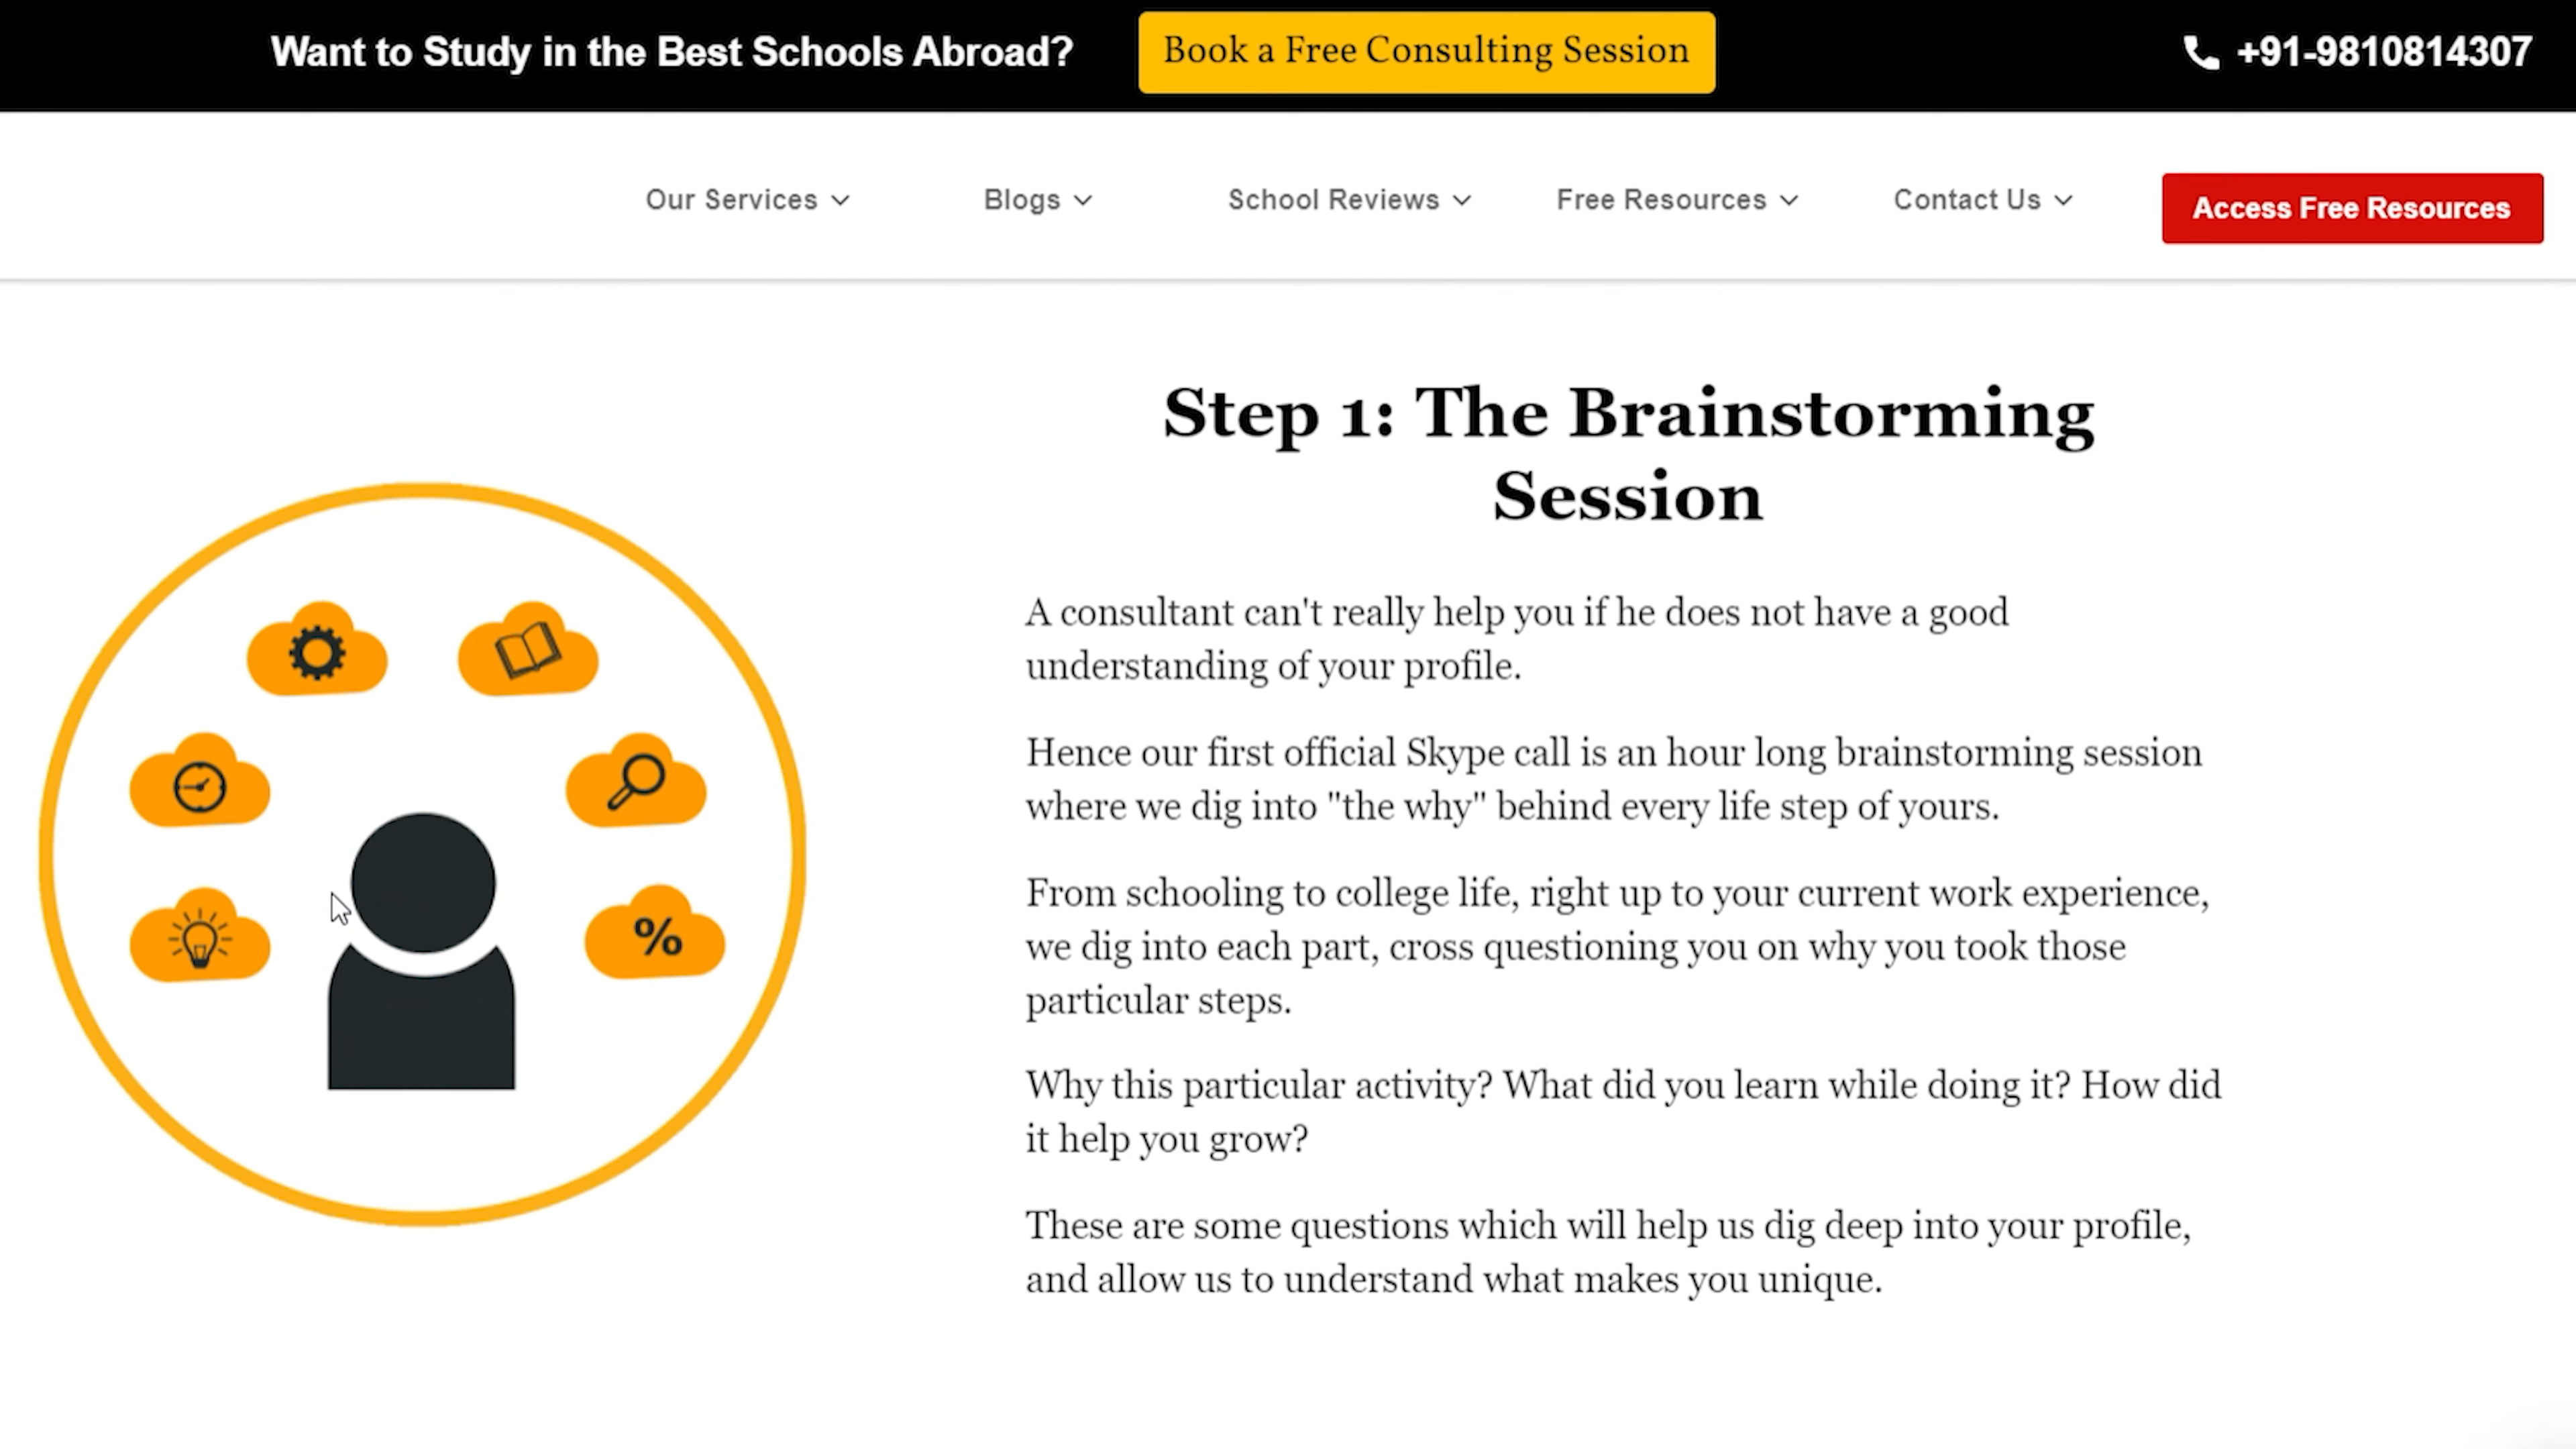 Want to Study in the Best Schools Abroad?
Book a Free Consulting Session
+91-9810814307
Our Services
Blogs
School Reviews
Free Resources
Contact Us
Access Free Resources
Step 1: The Brainstorming
Session
A consultant can't really help you if he does not have a good
understanding of your profile.
Hence our first official Skype call is an hour long brainstorming session
where we dig into "the why" behind every life step of yours.
From schooling to college life, right up to your current work experience,
we dig into each part, cross questioning you on why you took those
particular steps.
Why this particular activity? What did you learn while doing it? How did
it help you grow?
These are some questions which will help us dig deep into your profile,
and allow us to understand what makes you unique.
%